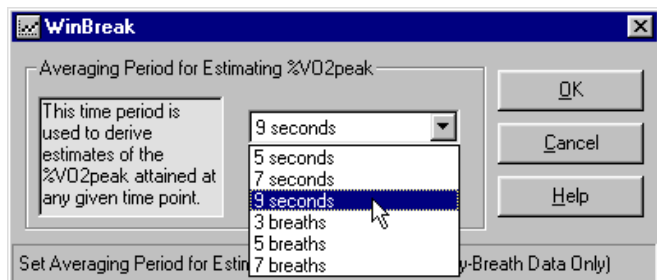 WinBreak
Averaging Period for Estimating %VO2peak
This time period is
used to derive
estimates of the
%VO2peak attained at
any given time point.
9 seconds
5 seconds
7 seconds
9 seconds
3 breaths
5 breaths
7 breaths
OK
Cancel
Help
Set Averaging Period for y-Breath Data Only)